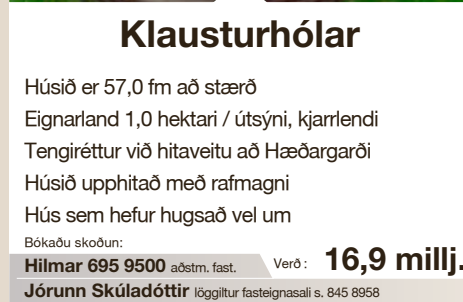 Klausturhólar
Húsið er 57,0 fm að stærð
Eignarland 1,0 hektari / útsýni, kjarrlendi
Tengiréttur við hitaveitu að Hæðargarði
Húsið upphitað með rafmagni
Hús sem hefur hugsað vel um
Bókaðu skoðun:
Hilmar 695 9500 aðstm. fast. Verð : 16,9 millj.
Jórunn Skúladóttir löggiltur fasteignasali s. 845 8958